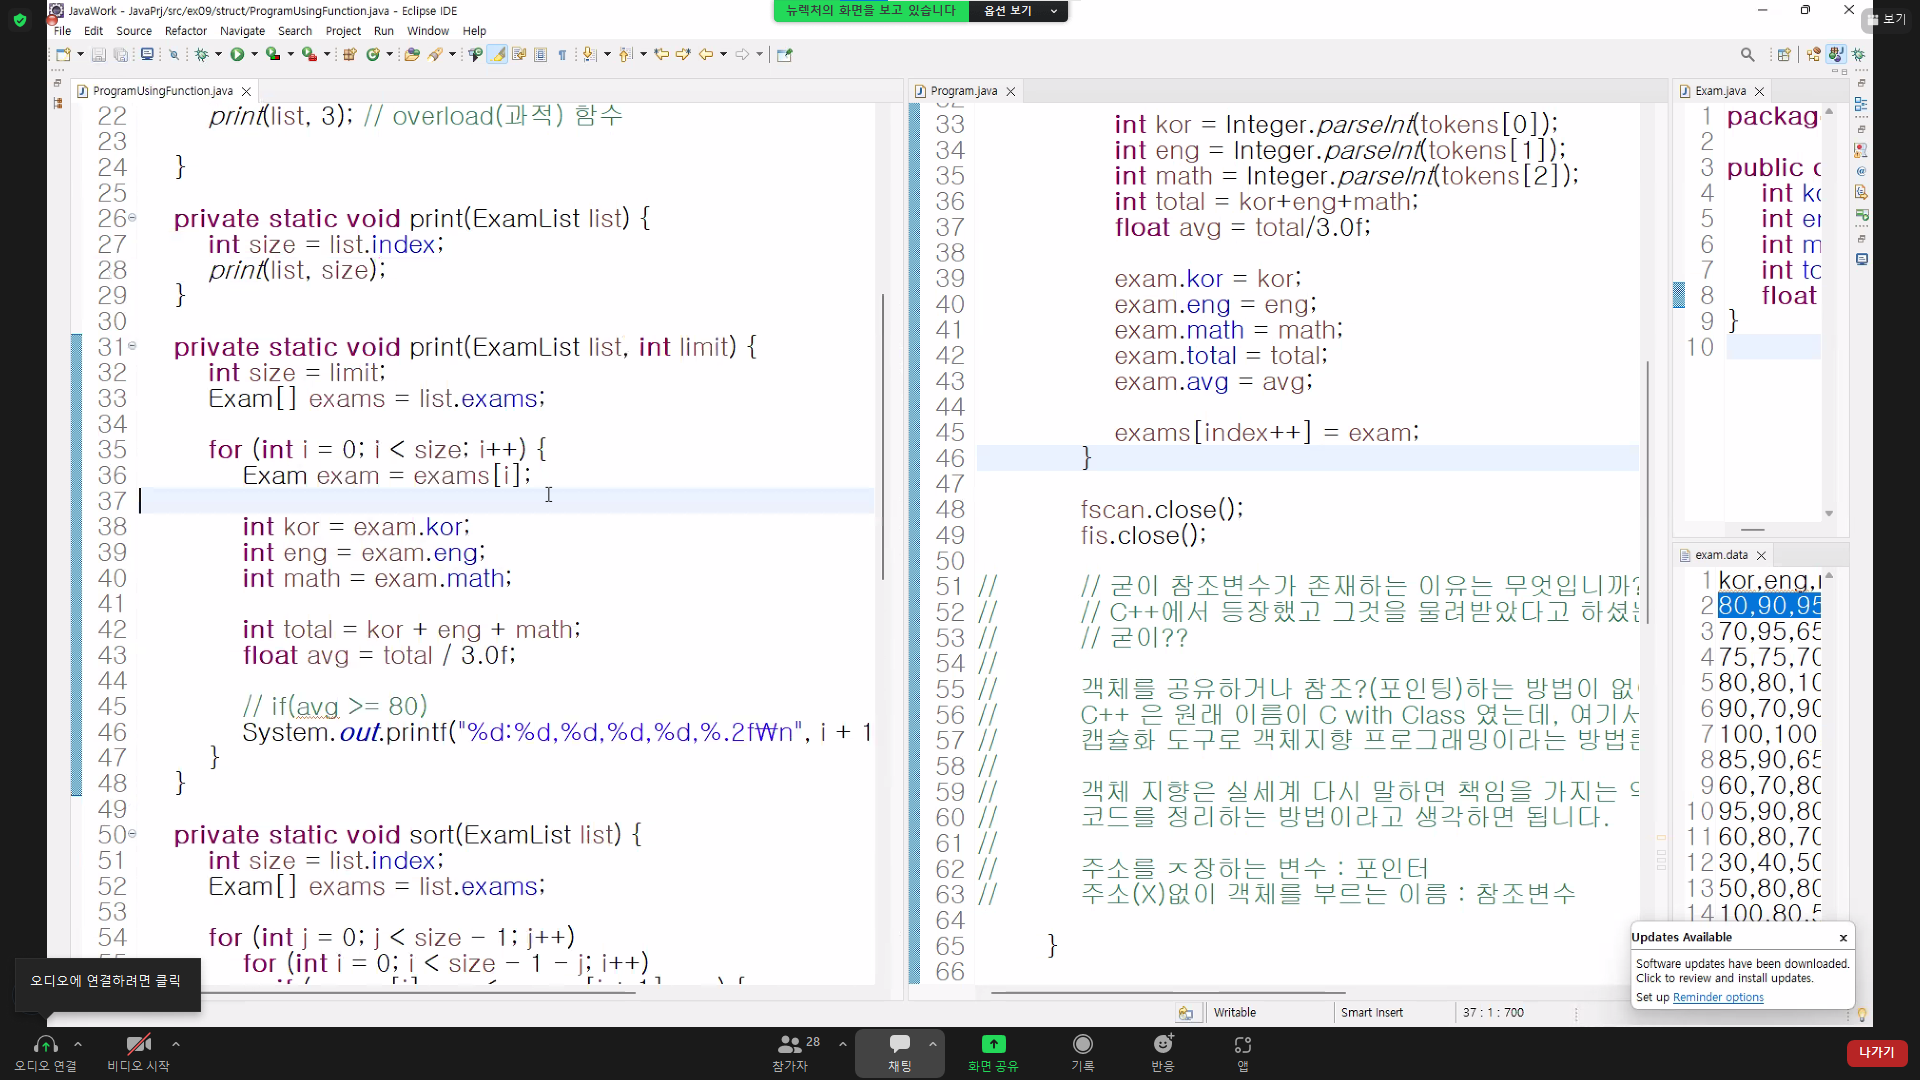 JavaWork - JavaPrj/src/ex09/struct/ProgramUsingFunction.java - Eclipse IDE
뉴렉처의 화면을 보고 있습니다
옵션 보기
보기
File Edit Source Refactor Navigate Search Project Run Window Help
ProgramUsingFunction.java
22 print(list, 3); // overload(과적) 함수
23
24 }
25
26 private static void print(ExamList list) {
27 int size = list.index;
28 print(list, size);
29 }
30
31 private static void print(ExamList list, int limit) {
32 int size = limit;
33 Exam[] exams = list.exams;
34
35 for (int i = 0; i < size; i++) {
36 Exam exam = exams[i];
37
38 int kor = exam.kor;
39 int eng = exam.eng;
40 int math = exam.math;
41
42 int total = kor + eng + math;
43 float avg = total / 3.0f;
44
45 // if(avg >= 80)
46 System.out.printf("%d:%d,%d,%d,%d,%.2f₩n", i + 1
47 }
48 }
49
50 private static void sort(ExamList list) {
51 int size = list.index;
52 Exam[] exams = list.exams;
53
54 for (int j = 0; j < size - 1; j++)
for (int i = 0; i < size - 1 - j; i++)
Program.java
33 int kor = Integer.parseInt(tokens[0]);
34 int eng = Integer.parseInt(tokens[1]);
35 int math = Integer.parseInt(tokens[2]);
36 int total = kor+eng+math;
37 float avg = total/3.0f;
38
39 exam.kor = kor;
40 exam.eng = eng;
41 exam.math = math;
42 exam.total = total;
43 exam.avg = avg;
44
45 exams[index++] = exam;
46 }
47
48 fscan.close();
49 fis.close();
50
51 // // 굳이 참조변수가 존재하는 이유는 무엇입니까?
52 // // C++에서 등장했고 그것을 물려받았다고 하셨는
53 // // 굳이??
54 //
55 // 객체를 공유하거나 참조?(포인팅)하는 방법이 없
56 // C++ 은 원래 이름이 C with Class 였는데, 여기서
57 // 캡슐화 도구로 객체지향 프로그래밍이라는 방법론
58 //
59 // 객체 지향은 실세계 다시 말하면 책임을 가지는
60 // 코드를 정리하는 방법이라고 생각하면 됩니다.
61 //
62 // 주소를 ㅈ장하는 변수 : 포인터
63 // 주소(X)없이 객체를 부르는 이름 : 참조변수
64
65 }
66
Exam.java
1 packag
2
3 public c
4 int kc
5 int er
6 int m
7 int tc
8 float
9 }
10
exam.data
1 kor,eng,
2 80,90,95
3 70,95,65
4 75,75,70
5 80,80,10
6 90,70,90
7 100,100
8 85,90,65
9 60,70,80
10 95,90,80
11 60,80,70
12 30,40,50
13 50,80,80
14 100,80,5
Updates Available
Software updates have been downloaded.
Click to review and install updates.
Set up Reminder options
오디오에 연결하려면 클릭
Writable
Smart Insert
37 : 1 : 700
오디오 연결
비디오 시작
28
참가자
채팅
화면 공유
기록
반응
앱
나가기